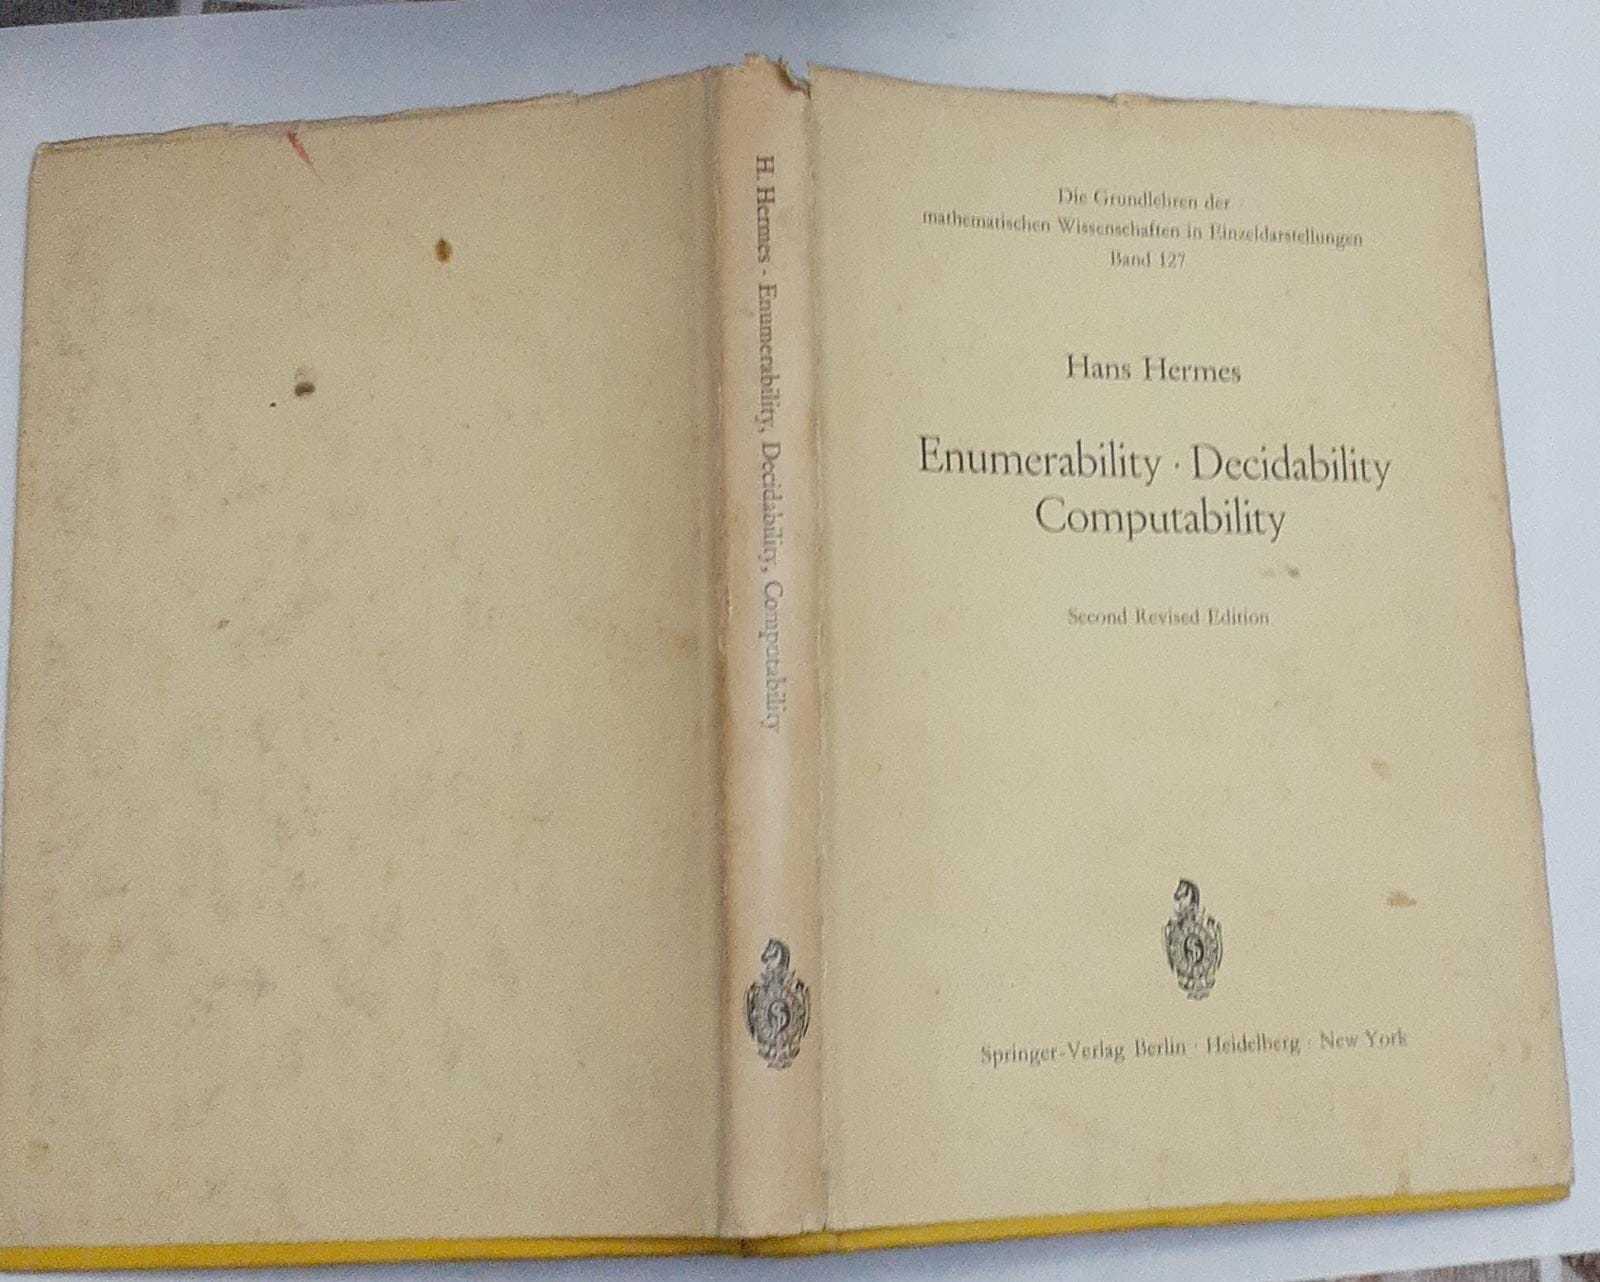 H. Hermes · Enumerability, Decidability, Computability
Die Grundlehren der
mathematischen Wissenschaften in Einzeldarstellungen
Band 127
Hans Hermes
Enumerability · Decidability
Computability
Second Revised Edition
Springer-Verlag Berlin · Heidelberg · New York